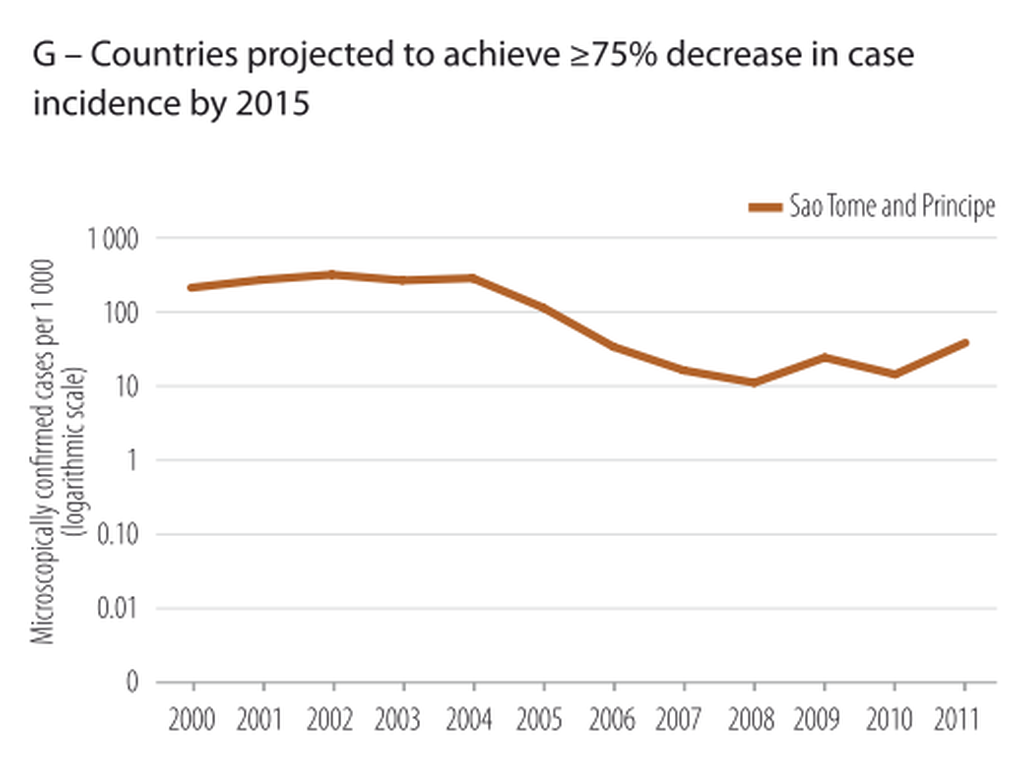 G – Countries projected to achieve ≥75% decrease in case
incidence by 2015
Sao Tome and Principe
Microscopically confirmed cases per 1 000
(logarithmic scale)
1 000
100
10
1
0.10
0.01
0
2000 2001 2002 2003 2004 2005 2006 2007 2008 2009 2010 2011